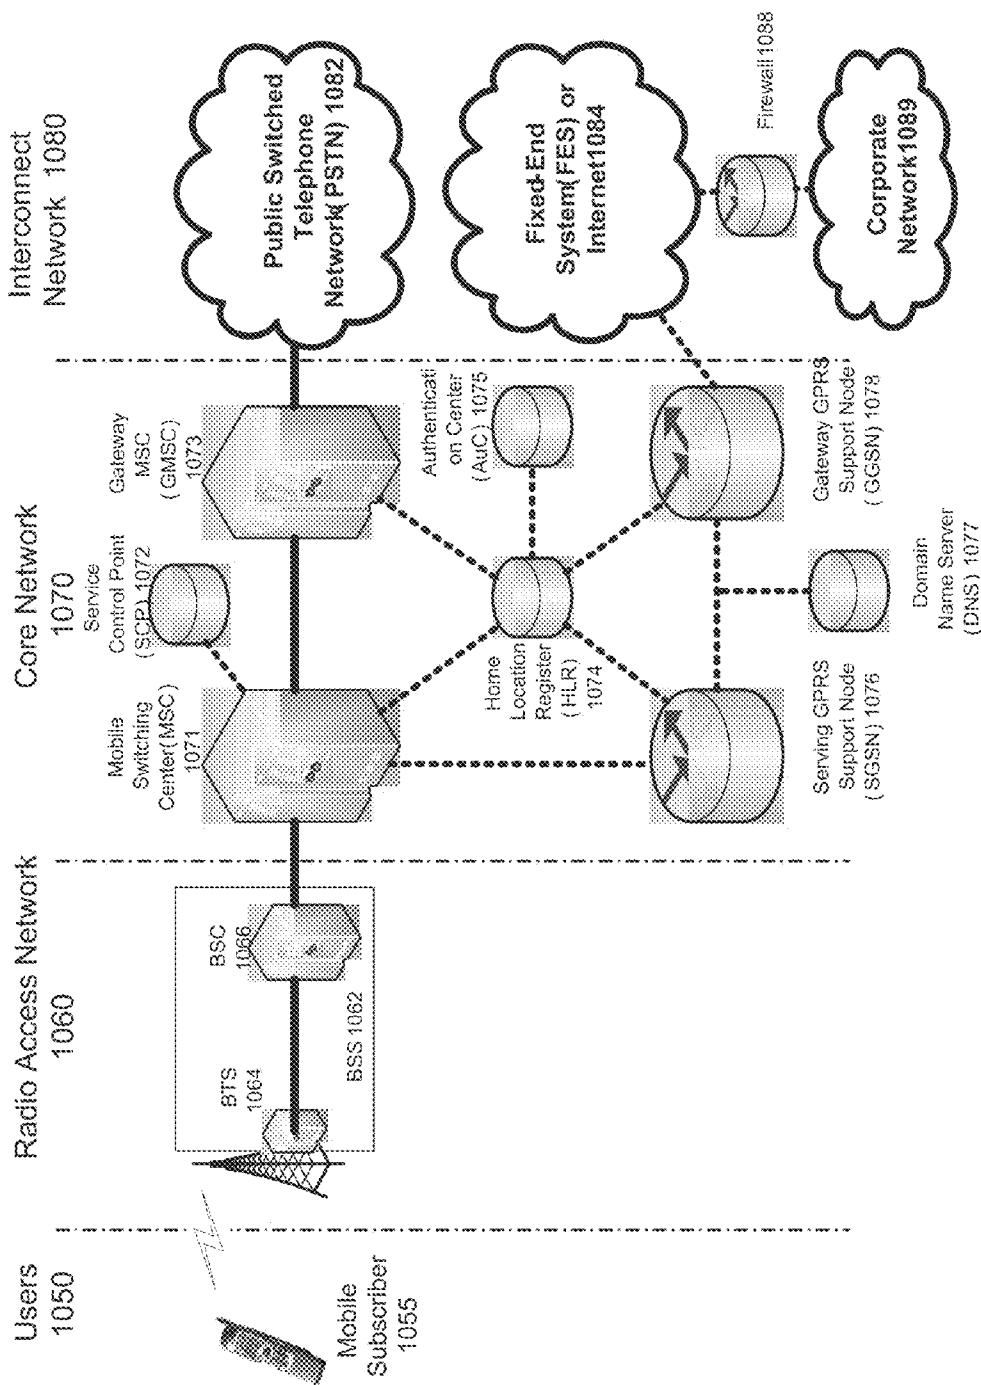 Users
1050
Radio Access Network
1060
Core Network
1070
Interconnect
Network 1080
Mobile
Subscriber
1055
BTS
1064
BSC
1066
BSS 1062
Mobile
Switching
Center(MSC)
1071
Service
Control Point
(SCP) 1072
Gateway
MSC
(GMSC)
1073
Home
Location
Register
(HLR)
1074
Authenticati
on Center
(AuC) 1075
Serving GPRS
Support Node
(SGSN) 1076
Domain
Name Server
(DNS) 1077
Gateway GPRS
Support Node
(GGSN) 1078
Public Switched
Telephone
Network(PSTN) 1082
Fixed-End
System(FES) or
Internet1084
Firewall 1088
Corporate
Network1089